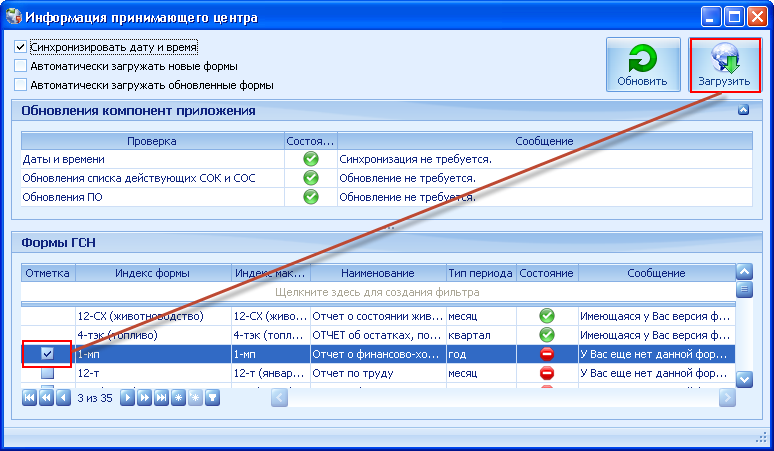 Информация принимающего центра
Синхронизировать дату и время
Автоматически загружать новые формы
Автоматически загружать обновленные формы
Обновить
Загрузить
Обновления компонент приложения
Проверка Состоя... Сообщение
Даты и времени Синхронизация не требуется.
Обновления списка действующих СОК и СОС Обновление не требуется.
Обновления ПО Обновление не требуется.
Формы ГСН
Отметка Индекс формы Индекс мак... Наименование Тип периода Состояние Сообщение
Щелкните здесь для создания фильтра
12-СХ (животноводство) 12-СХ (живо... Отчет о состоянии жив... месяц Имеющаяся у Вас версия ф...
4-тэк (топливо) 4-тэк (топл... ОТЧЕТ об остатках, по... квартал Имеющаяся у Вас версия ф...
1-мп 1-мп Отчет о финансово-хо... год У Вас еще нет данной фор...
12-т 12-т (январ... Отчет по труду месяц У Вас еще нет данной фор...
3 из 35